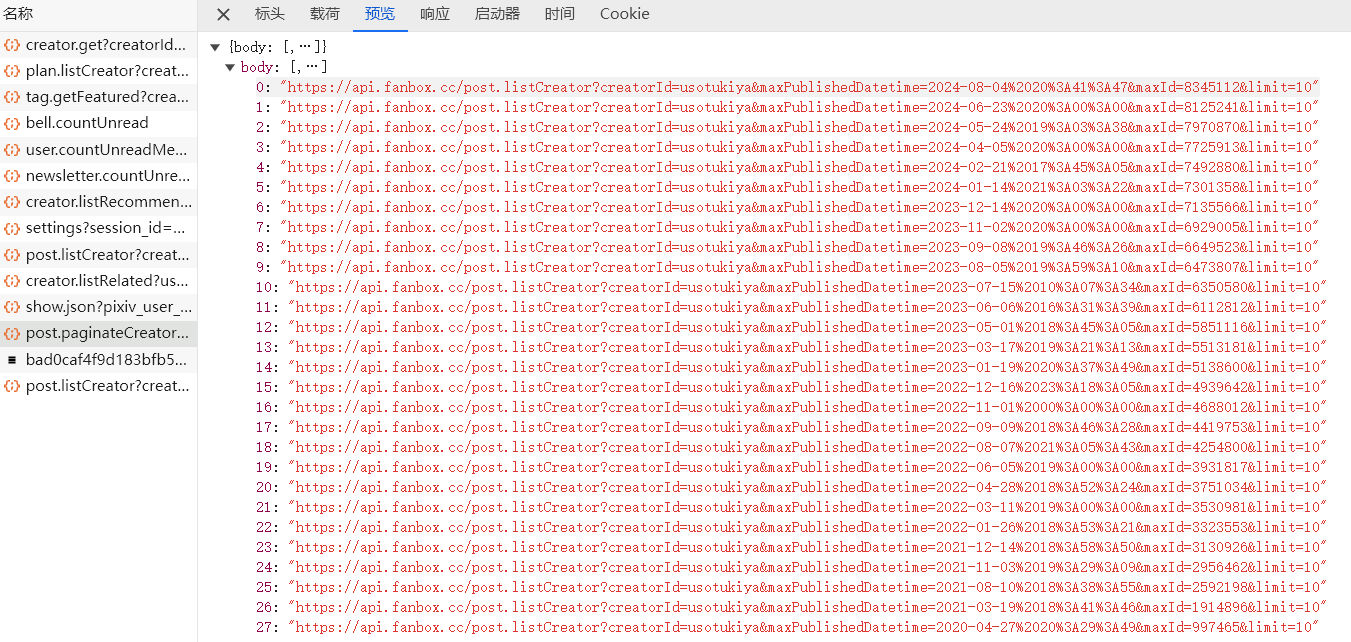 名称
creator.get?creatorId...
plan.listCreator?creat...
tag.getFeatured?crea...
bell.countUnread
user.countUnreadMe...
newsletter.countUnre...
creator.listRecommen...
settings?session_id=...
post.listCreator?creat...
creator.listRelated?us...
show.json?pixiv_user_...
post.paginateCreator...
bad0caf4f9d183bfb5...
post.listCreator?creat...
标头 载荷 预览 响应 启动器 时间 Cookie
{body: [,…]}
body: [,…]
0: "https://api.fanbox.cc/post.listCreator?creatorId=usotukiya&maxPublishedDatetime=2024-08-04%2020%3A41%3A47&maxId=8345112&limit=10"
1: "https://api.fanbox.cc/post.listCreator?creatorId=usotukiya&maxPublishedDatetime=2024-06-23%2020%3A00%3A00&maxId=8125241&limit=10"
2: "https://api.fanbox.cc/post.listCreator?creatorId=usotukiya&maxPublishedDatetime=2024-05-24%2019%3A03%3A38&maxId=7970870&limit=10"
3: "https://api.fanbox.cc/post.listCreator?creatorId=usotukiya&maxPublishedDatetime=2024-04-05%2020%3A00%3A00&maxId=7725913&limit=10"
4: "https://api.fanbox.cc/post.listCreator?creatorId=usotukiya&maxPublishedDatetime=2024-02-21%2017%3A45%3A05&maxId=7492880&limit=10"
5: "https://api.fanbox.cc/post.listCreator?creatorId=usotukiya&maxPublishedDatetime=2024-01-14%2021%3A03%3A22&maxId=7301358&limit=10"
6: "https://api.fanbox.cc/post.listCreator?creatorId=usotukiya&maxPublishedDatetime=2023-12-14%2020%3A00%3A00&maxId=7135566&limit=10"
7: "https://api.fanbox.cc/post.listCreator?creatorId=usotukiya&maxPublishedDatetime=2023-11-02%2020%3A00%3A00&maxId=6929005&limit=10"
8: "https://api.fanbox.cc/post.listCreator?creatorId=usotukiya&maxPublishedDatetime=2023-09-08%2019%3A46%3A26&maxId=6649523&limit=10"
9: "https://api.fanbox.cc/post.listCreator?creatorId=usotukiya&maxPublishedDatetime=2023-08-05%2019%3A59%3A10&maxId=6473807&limit=10"
10: "https://api.fanbox.cc/post.listCreator?creatorId=usotukiya&maxPublishedDatetime=2023-07-15%2010%3A07%3A34&maxId=6350580&limit=10"
11: "https://api.fanbox.cc/post.listCreator?creatorId=usotukiya&maxPublishedDatetime=2023-06-06%2016%3A31%3A39&maxId=6112812&limit=10"
12: "https://api.fanbox.cc/post.listCreator?creatorId=usotukiya&maxPublishedDatetime=2023-05-01%2018%3A45%3A05&maxId=5851116&limit=10"
13: "https://api.fanbox.cc/post.listCreator?creatorId=usotukiya&maxPublishedDatetime=2023-03-17%2019%3A21%3A13&maxId=5513181&limit=10"
14: "https://api.fanbox.cc/post.listCreator?creatorId=usotukiya&maxPublishedDatetime=2023-01-19%2020%3A37%3A49&maxId=5138600&limit=10"
15: "https://api.fanbox.cc/post.listCreator?creatorId=usotukiya&maxPublishedDatetime=2022-12-16%2023%3A18%3A05&maxId=4939642&limit=10"
16: "https://api.fanbox.cc/post.listCreator?creatorId=usotukiya&maxPublishedDatetime=2022-11-01%2000%3A00%3A00&maxId=4688012&limit=10"
17: "https://api.fanbox.cc/post.listCreator?creatorId=usotukiya&maxPublishedDatetime=2022-09-09%2018%3A46%3A28&maxId=4419753&limit=10"
18: "https://api.fanbox.cc/post.listCreator?creatorId=usotukiya&maxPublishedDatetime=2022-08-07%2021%3A05%3A43&maxId=4254800&limit=10"
19: "https://api.fanbox.cc/post.listCreator?creatorId=usotukiya&maxPublishedDatetime=2022-06-05%2019%3A00%3A00&maxId=3931817&limit=10"
20: "https://api.fanbox.cc/post.listCreator?creatorId=usotukiya&maxPublishedDatetime=2022-04-28%2018%3A52%3A24&maxId=3751034&limit=10"
21: "https://api.fanbox.cc/post.listCreator?creatorId=usotukiya&maxPublishedDatetime=2022-03-11%2019%3A00%3A00&maxId=3530981&limit=10"
22: "https://api.fanbox.cc/post.listCreator?creatorId=usotukiya&maxPublishedDatetime=2022-01-26%2018%3A53%3A21&maxId=3323553&limit=10"
23: "https://api.fanbox.cc/post.listCreator?creatorId=usotukiya&maxPublishedDatetime=2021-12-14%2018%3A58%3A50&maxId=3130926&limit=10"
24: "https://api.fanbox.cc/post.listCreator?creatorId=usotukiya&maxPublishedDatetime=2021-11-03%2019%3A29%3A09&maxId=2956462&limit=10"
25: "https://api.fanbox.cc/post.listCreator?creatorId=usotukiya&maxPublishedDatetime=2021-08-10%2018%3A38%3A55&maxId=2592198&limit=10"
26: "https://api.fanbox.cc/post.listCreator?creatorId=usotukiya&maxPublishedDatetime=2021-03-19%2018%3A41%3A46&maxId=1914896&limit=10"
27: "https://api.fanbox.cc/post.listCreator?creatorId=usotukiya&maxPublishedDatetime=2020-04-27%2020%3A29%3A49&maxId=997465&limit=10"